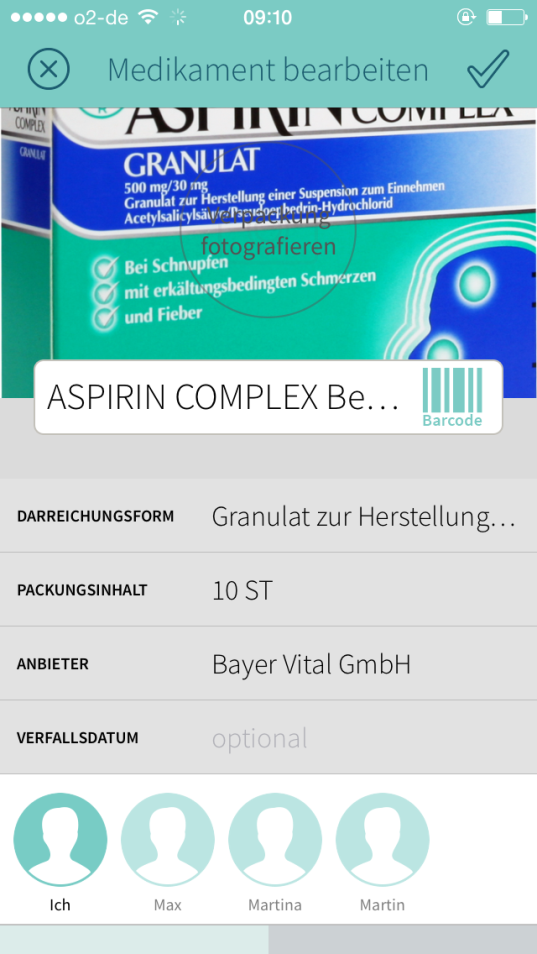 o2-de 09:10
Medikament bearbeiten
ASPIRIN COMPLEX
COMPLEX
GRANULAT
GRANULAT
500 mg/30 mg
Granulat zur Herstellung einer Suspension zum Einnehmen
Acetylsalicylsäure/Pseudoephedrin-Hydrochlorid
Verpackung
fotografieren
Bei Schnupfen
mit erkältungsbedingten Schmerzen
und Fieber
ASPIRIN COMPLEX Be...
Barcode
DARREICHUNGSFORM Granulat zur Herstellung...
PACKUNGSINHALT 10 ST
ANBIETER Bayer Vital GmbH
VERFALLSDATUM optional
Ich Max Martina Martin